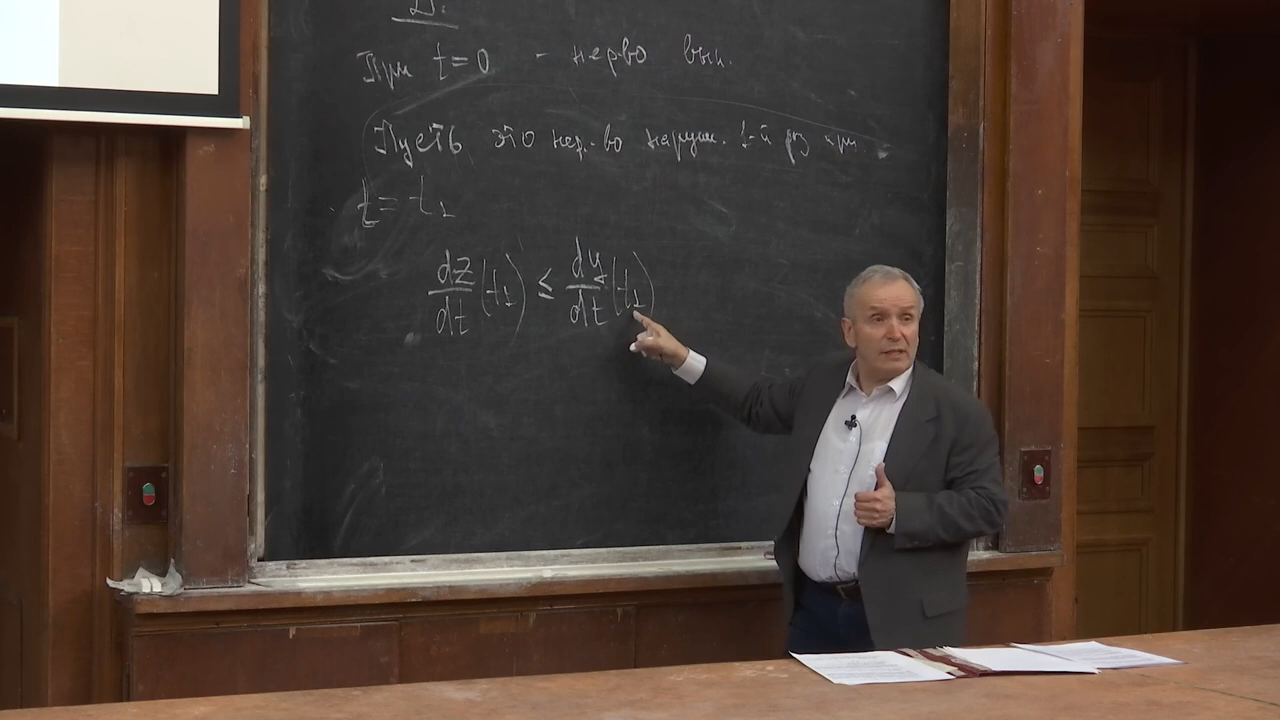 D.
При t=0 - нер-во вып.
Пусть это нер.-во наруш. 1-й раз при
t = t₁
dz/dt (t₁) ≤ dy/dt (t₁)